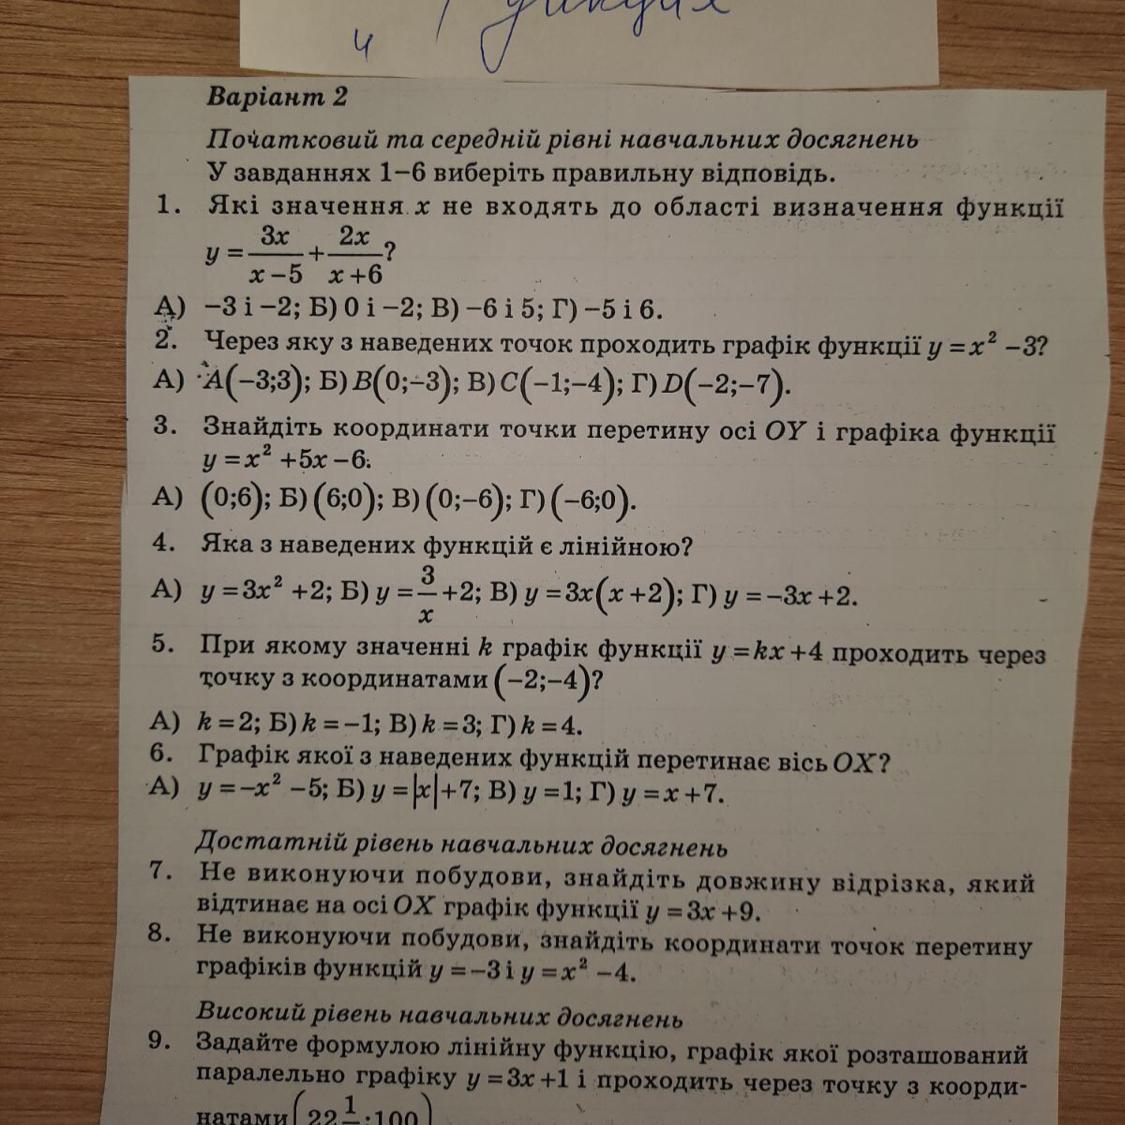 ч
Варіант 2
Початковий та середній рівні навчальних досягнень
У завданнях 1–6 виберіть правильну відповідь.
1. Які значення x не входять до області визначення функції
y = 3x/(x – 5) + 2x/(x + 6)?
А) –3 і –2; Б) 0 і –2; В) –6 і 5; Г) –5 і 6.
2. Через яку з наведених точок проходить графік функції y = x² – 3?
А) A(–3;3); Б) B(0;–3); В) C(–1;–4); Г) D(–2;–7).
3. Знайдіть координати точки перетину осі OY і графіка функції
y = x² + 5x – 6.
А) (0;6); Б) (6;0); В) (0;–6); Г) (–6;0).
4. Яка з наведених функцій є лінійною?
А) y = 3x² + 2; Б) y = 3/x + 2; В) y = 3x(x + 2); Г) y = –3x + 2.
5. При якому значенні k графік функції y = kx + 4 проходить через
точку з координатами (–2;–4)?
А) k = 2; Б) k = –1; В) k = 3; Г) k = 4.
6. Графік якої з наведених функцій перетинає вісь OX?
А) y = –x² – 5; Б) y = |x| + 7; В) y = 1; Г) y = x + 7.
Достатній рівень навчальних досягнень
7. Не виконуючи побудови, знайдіть довжину відрізка, який
відтинає на осі OX графік функції y = 3x + 9.
8. Не виконуючи побудови, знайдіть координати точок перетину
графіків функцій y = –3 і y = x² – 4.
Високий рівень навчальних досягнень
9. Задайте формулою лінійну функцію, графік якої розташований
паралельно графіку y = 3x + 1 і проходить через точку з коорди-
натами